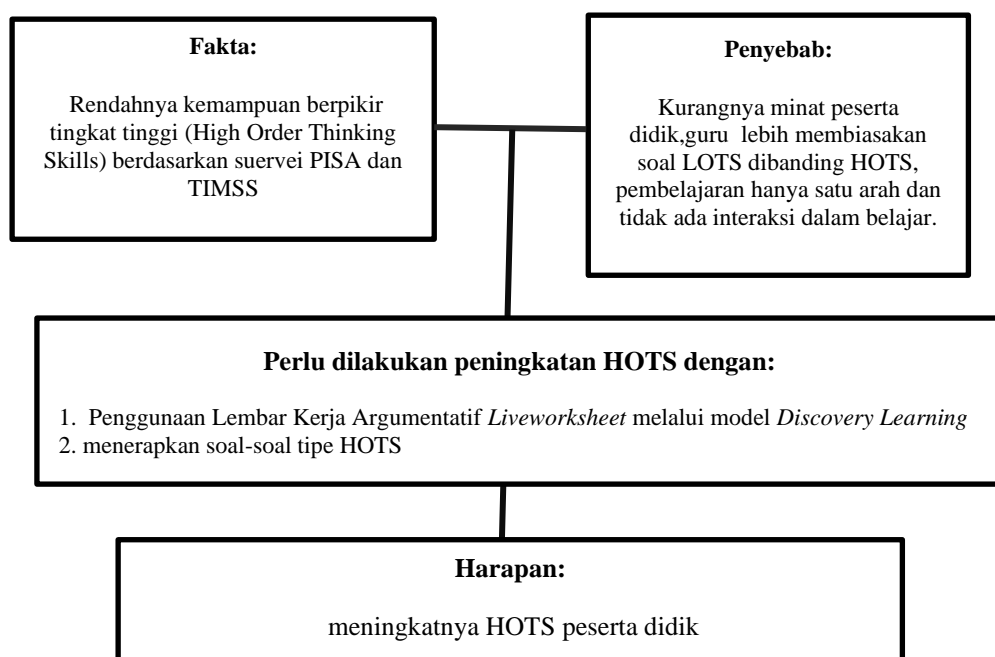 Fakta:
Rendahnya kemampuan berpikir
tingkat tinggi (High Order Thinking
Skills) berdasarkan suervei PISA dan
TIMSS
Penyebab:
Kurangnya minat peserta
didik,guru lebih membiasakan
soal LOTS dibanding HOTS,
pembelajaran hanya satu arah dan
tidak ada interaksi dalam belajar.
Perlu dilakukan peningkatan HOTS dengan:
1. Penggunaan Lembar Kerja Argumentatif Liveworksheet melalui model Discovery Learning
2. menerapkan soal-soal tipe HOTS
Harapan:
meningkatnya HOTS peserta didik